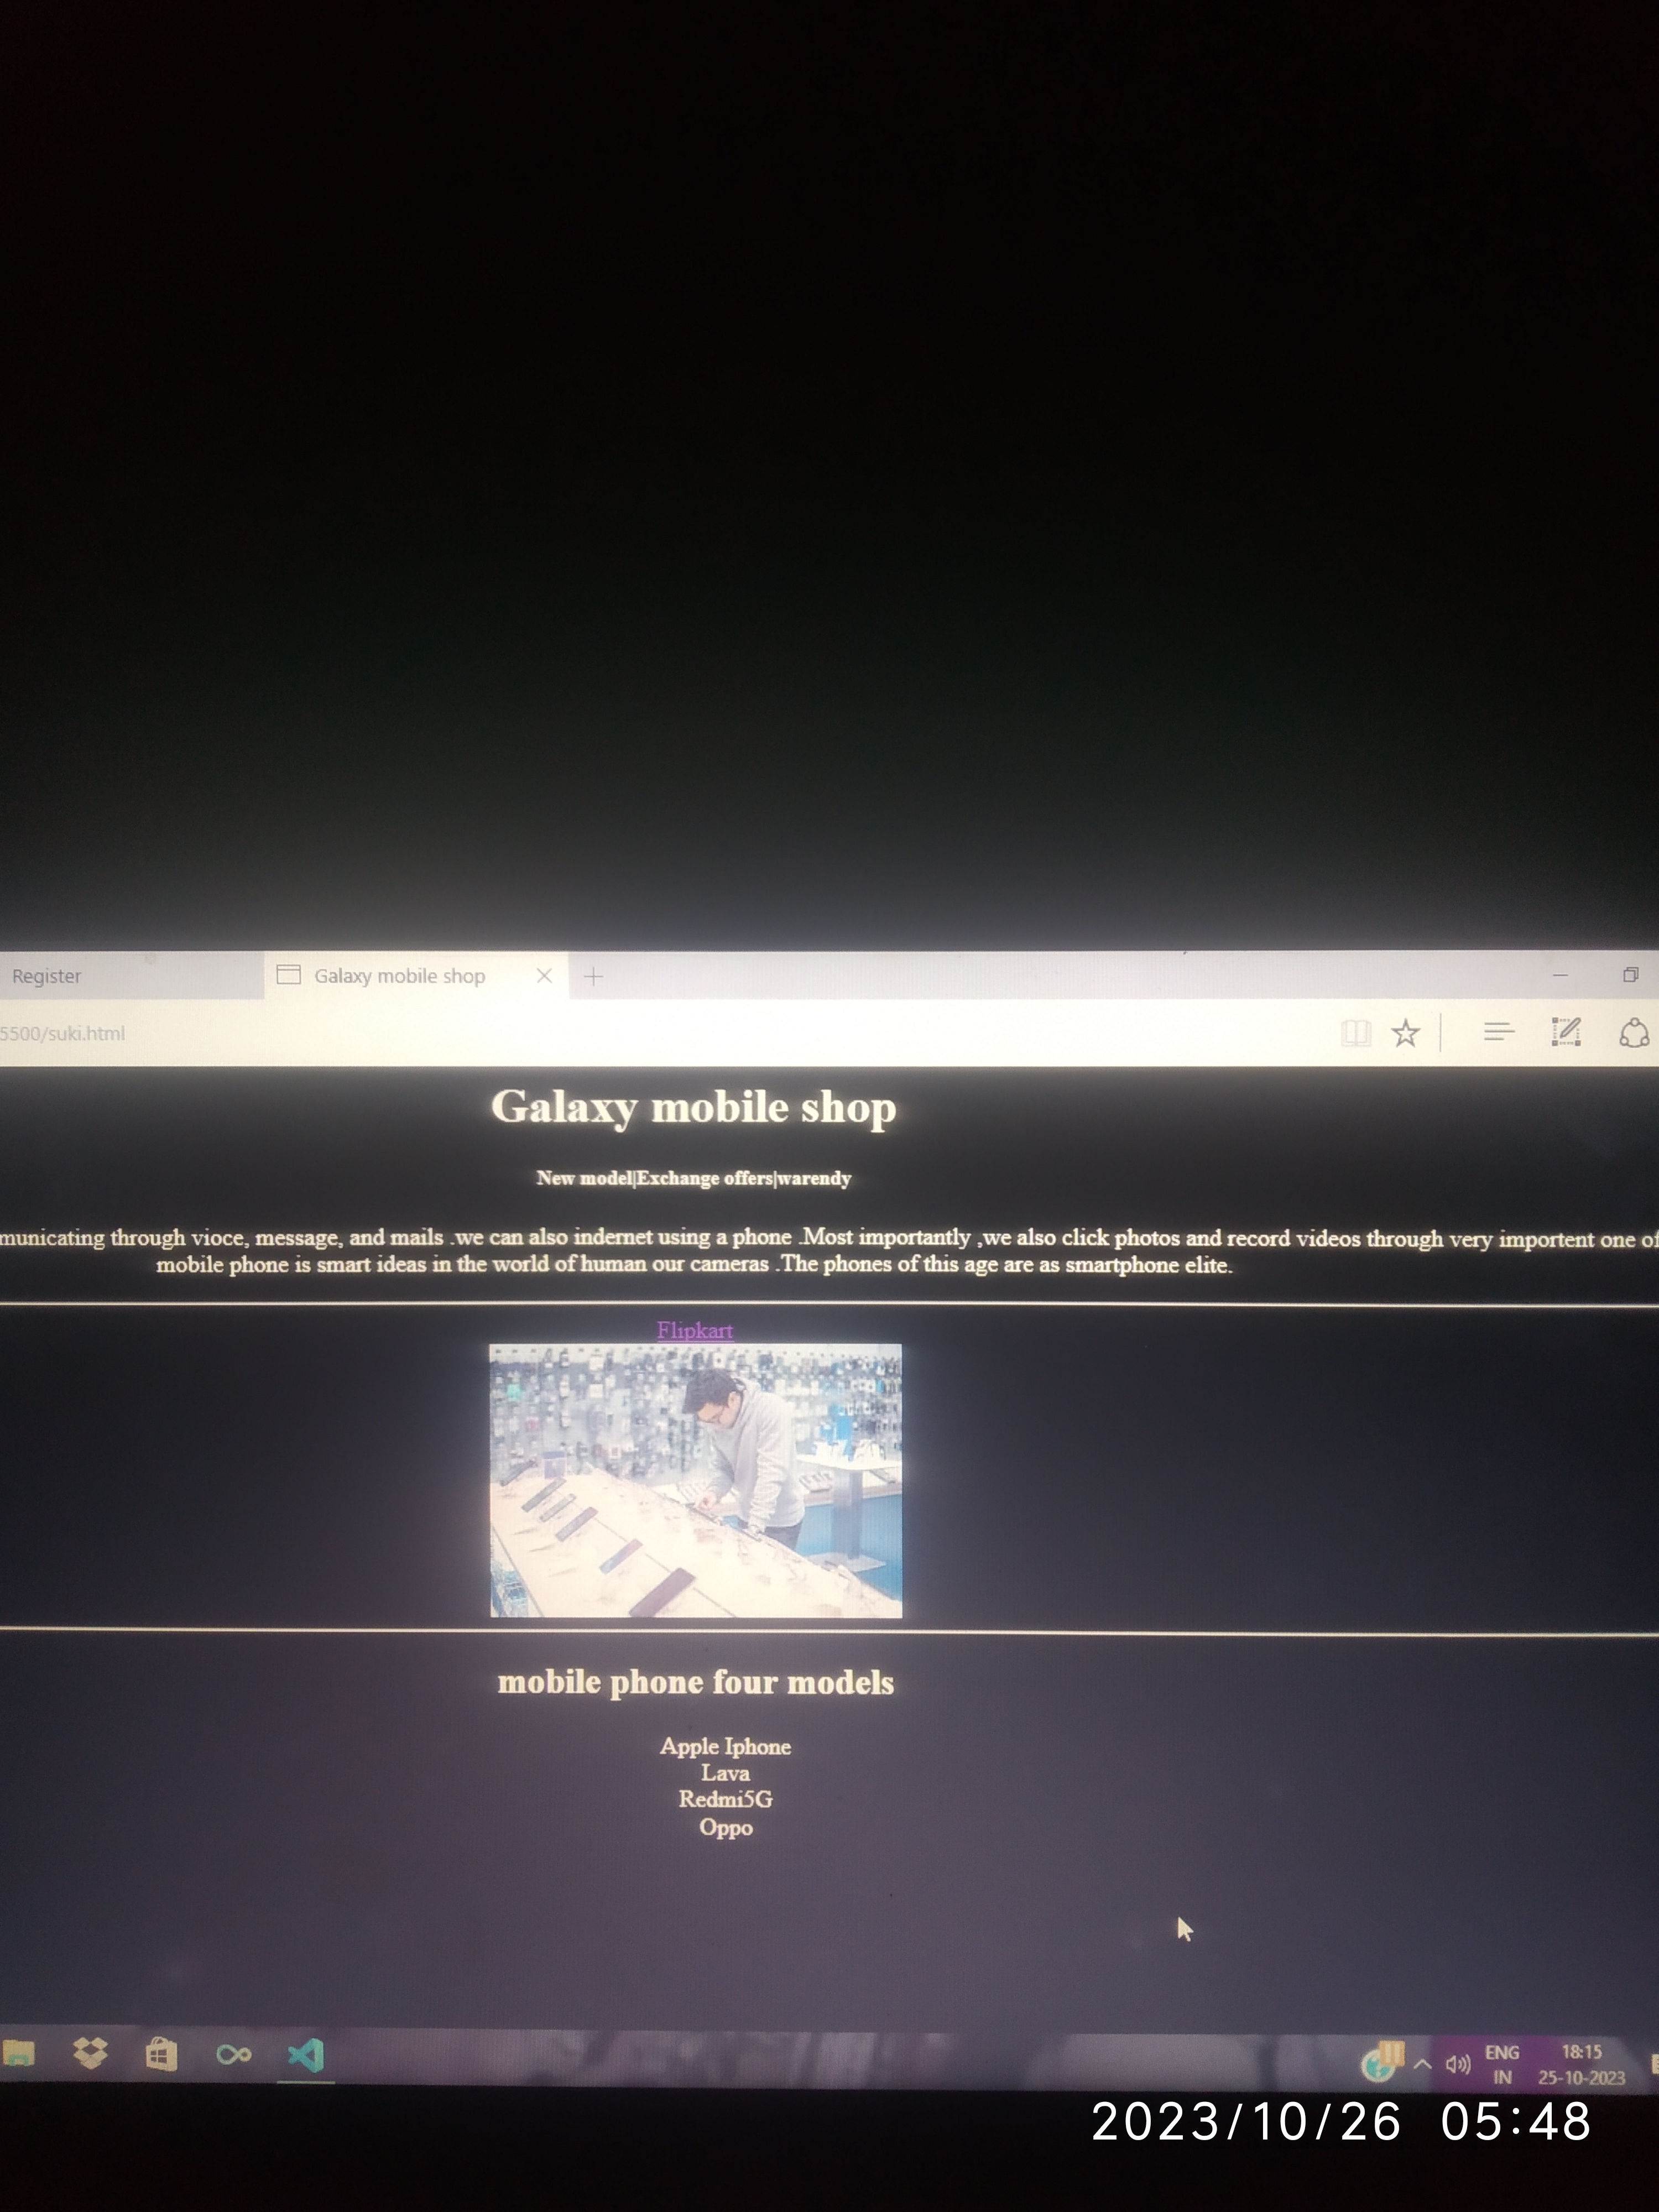 Register
Galaxy mobile shop
5500/suki.html
Galaxy mobile shop
New model|Exchange offers|warendy
municating through vioce, message, and mails .we can also indernet using a phone .Most importantly ,we also click photos and record videos through very importent one of
mobile phone is smart ideas in the world of human our cameras .The phones of this age are as smartphone elite.
Flipkart
mobile phone four models
Apple Iphone
Lava
Redmi5G
Oppo
ENG
IN
18:15
25-10-2023
2023/10/26 05:48